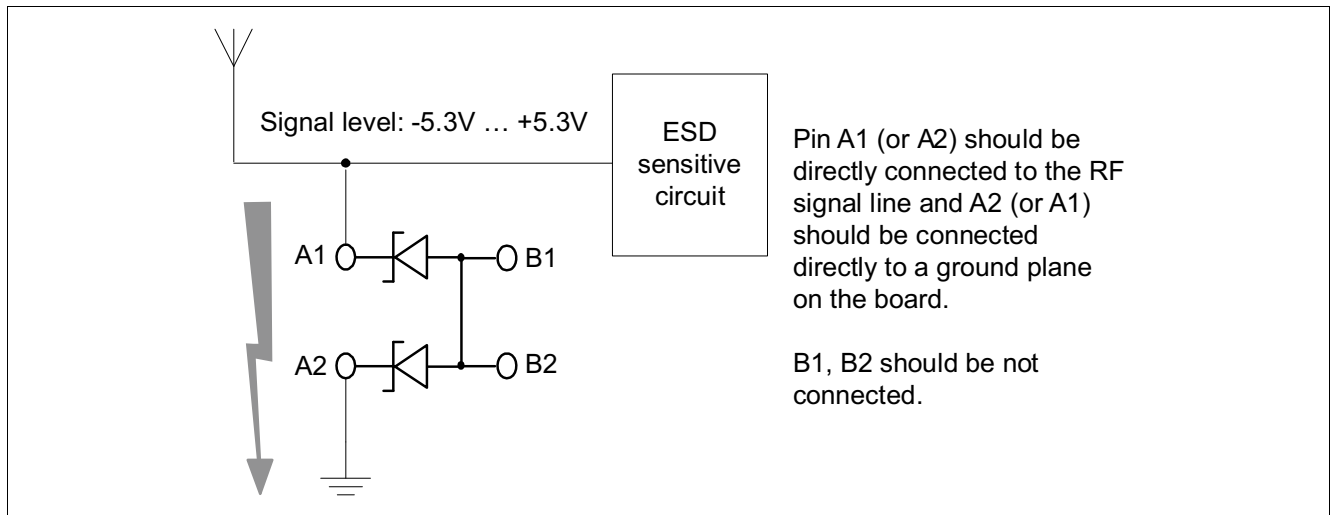 Signal level: -5.3V … +5.3V
ESD
sensitive
circuit
A1
B1
A2
B2
Pin A1 (or A2) should be
directly connected to the RF
signal line and A2 (or A1)
should be connected
directly to a ground plane
on the board.
B1, B2 should be not
connected.